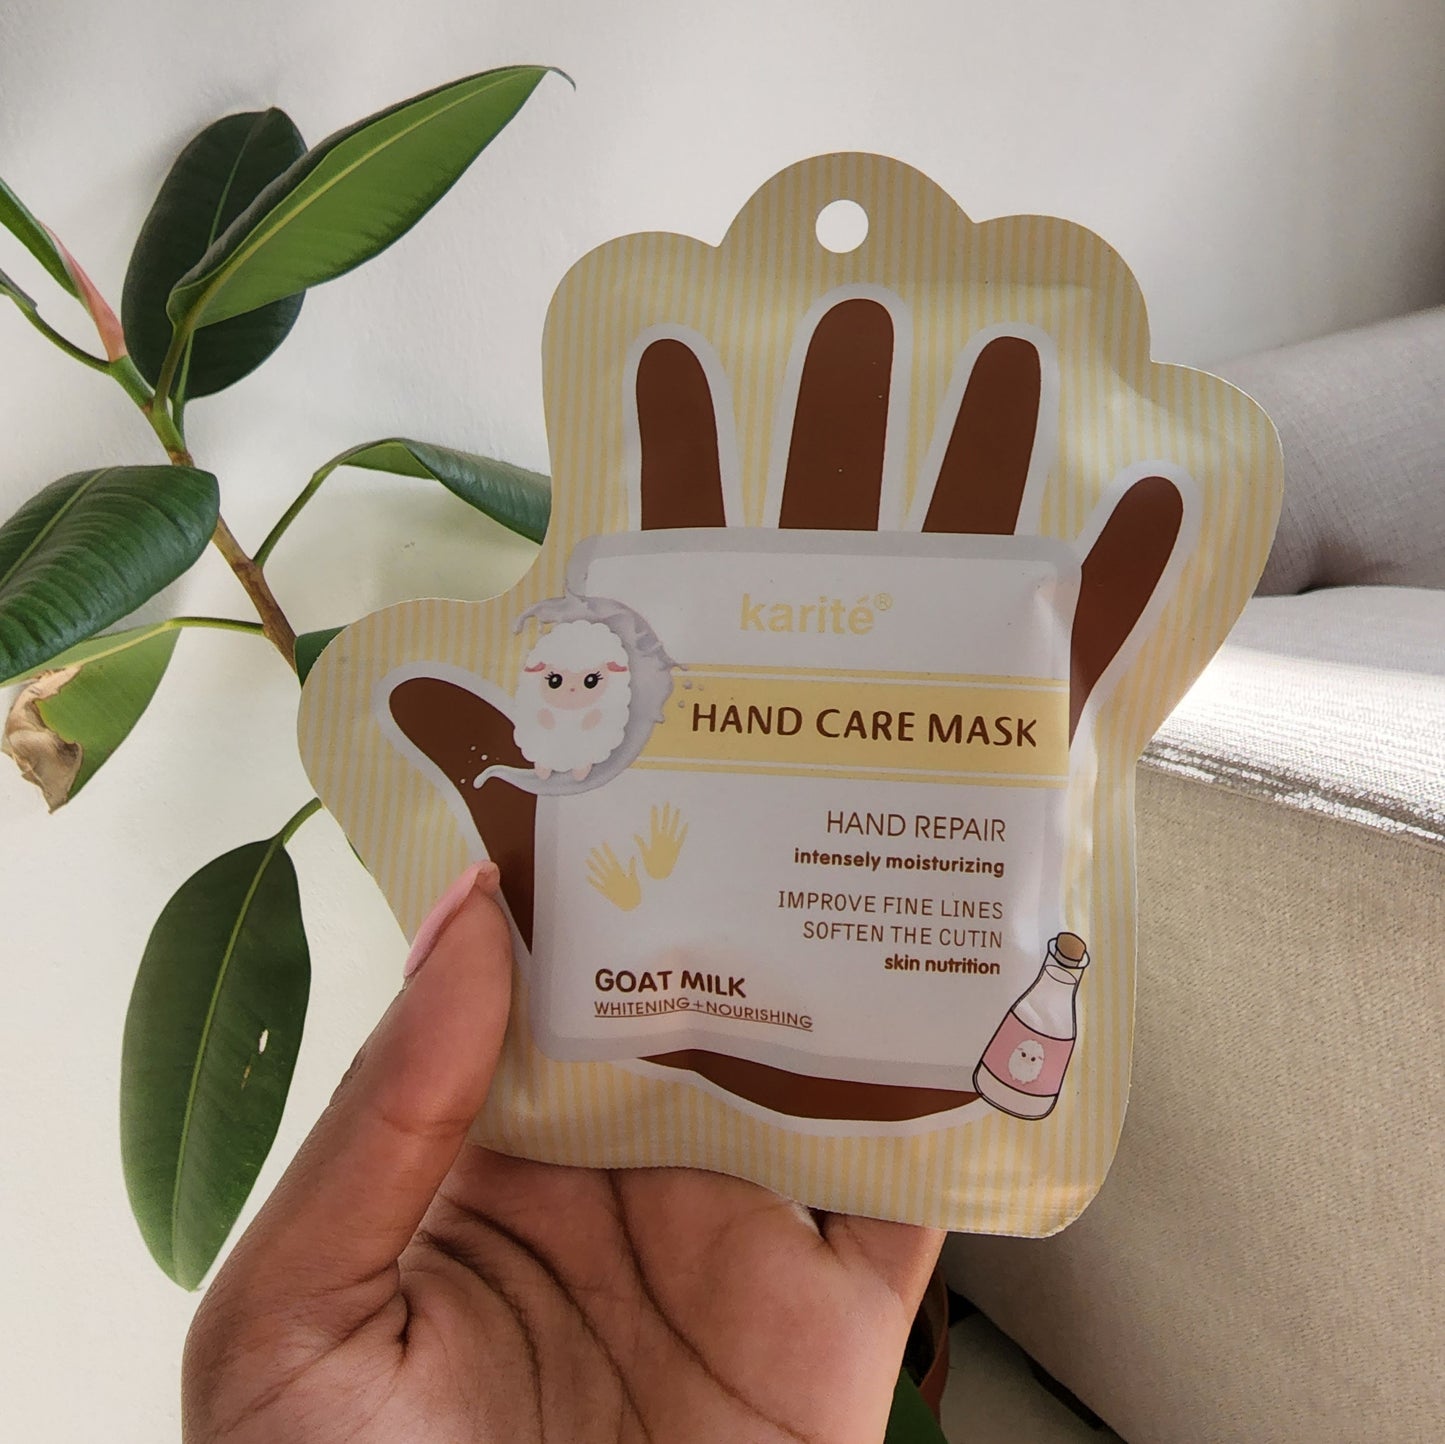 karité®
HAND CARE MASK
HAND REPAIR
intensely moisturizing
IMPROVE FINE LINES
SOFTEN THE CUTIN
skin nutrition
GOAT MILK
WHITENING+NOURISHING